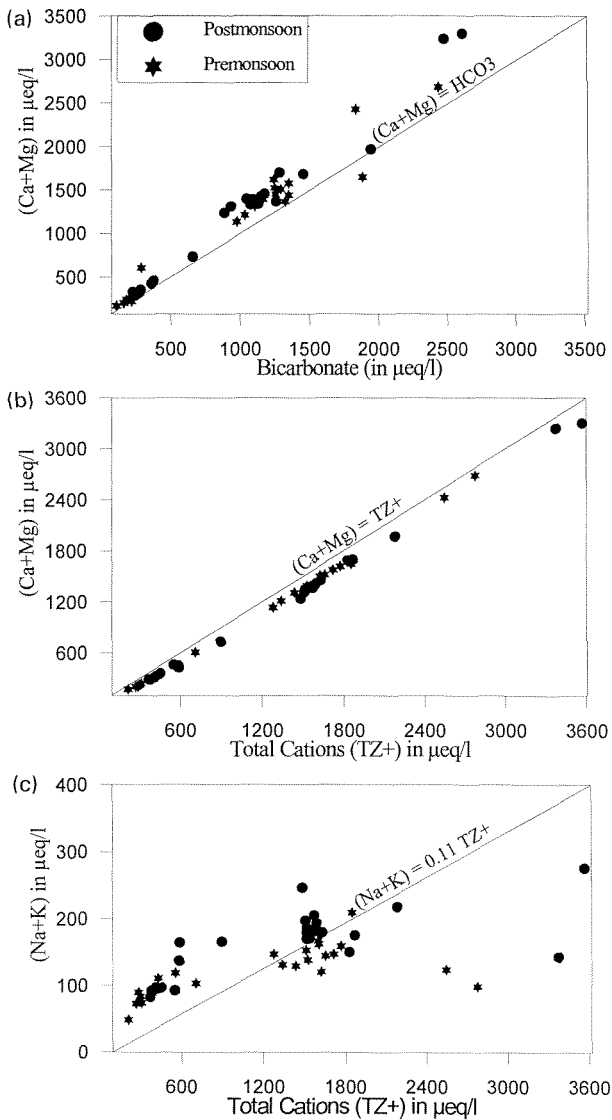 (a)
3500
3000
2500
2000
1500
1000
500
(Ca+Mg) in µeq/l
Postmonsoon
Premonsoon
(Ca+Mg) = HCO3
500 1000 1500 2000 2500 3000 3500
Bicarbonate (in µeq/l)
(b)
3600
3000
2400
1800
1200
600
(Ca+Mg) in µeq/l
(Ca+Mg) = TZ+
600 1200 1800 2400 3000 3600
Total Cations (TZ+) in µeq/l
(c)
400
300
200
100
0
(Na+K) in µeq/l
(Na+K) = 0.11 TZ+
600 1200 1800 2400 3000 3600
Total Cations (TZ+) in µeq/l